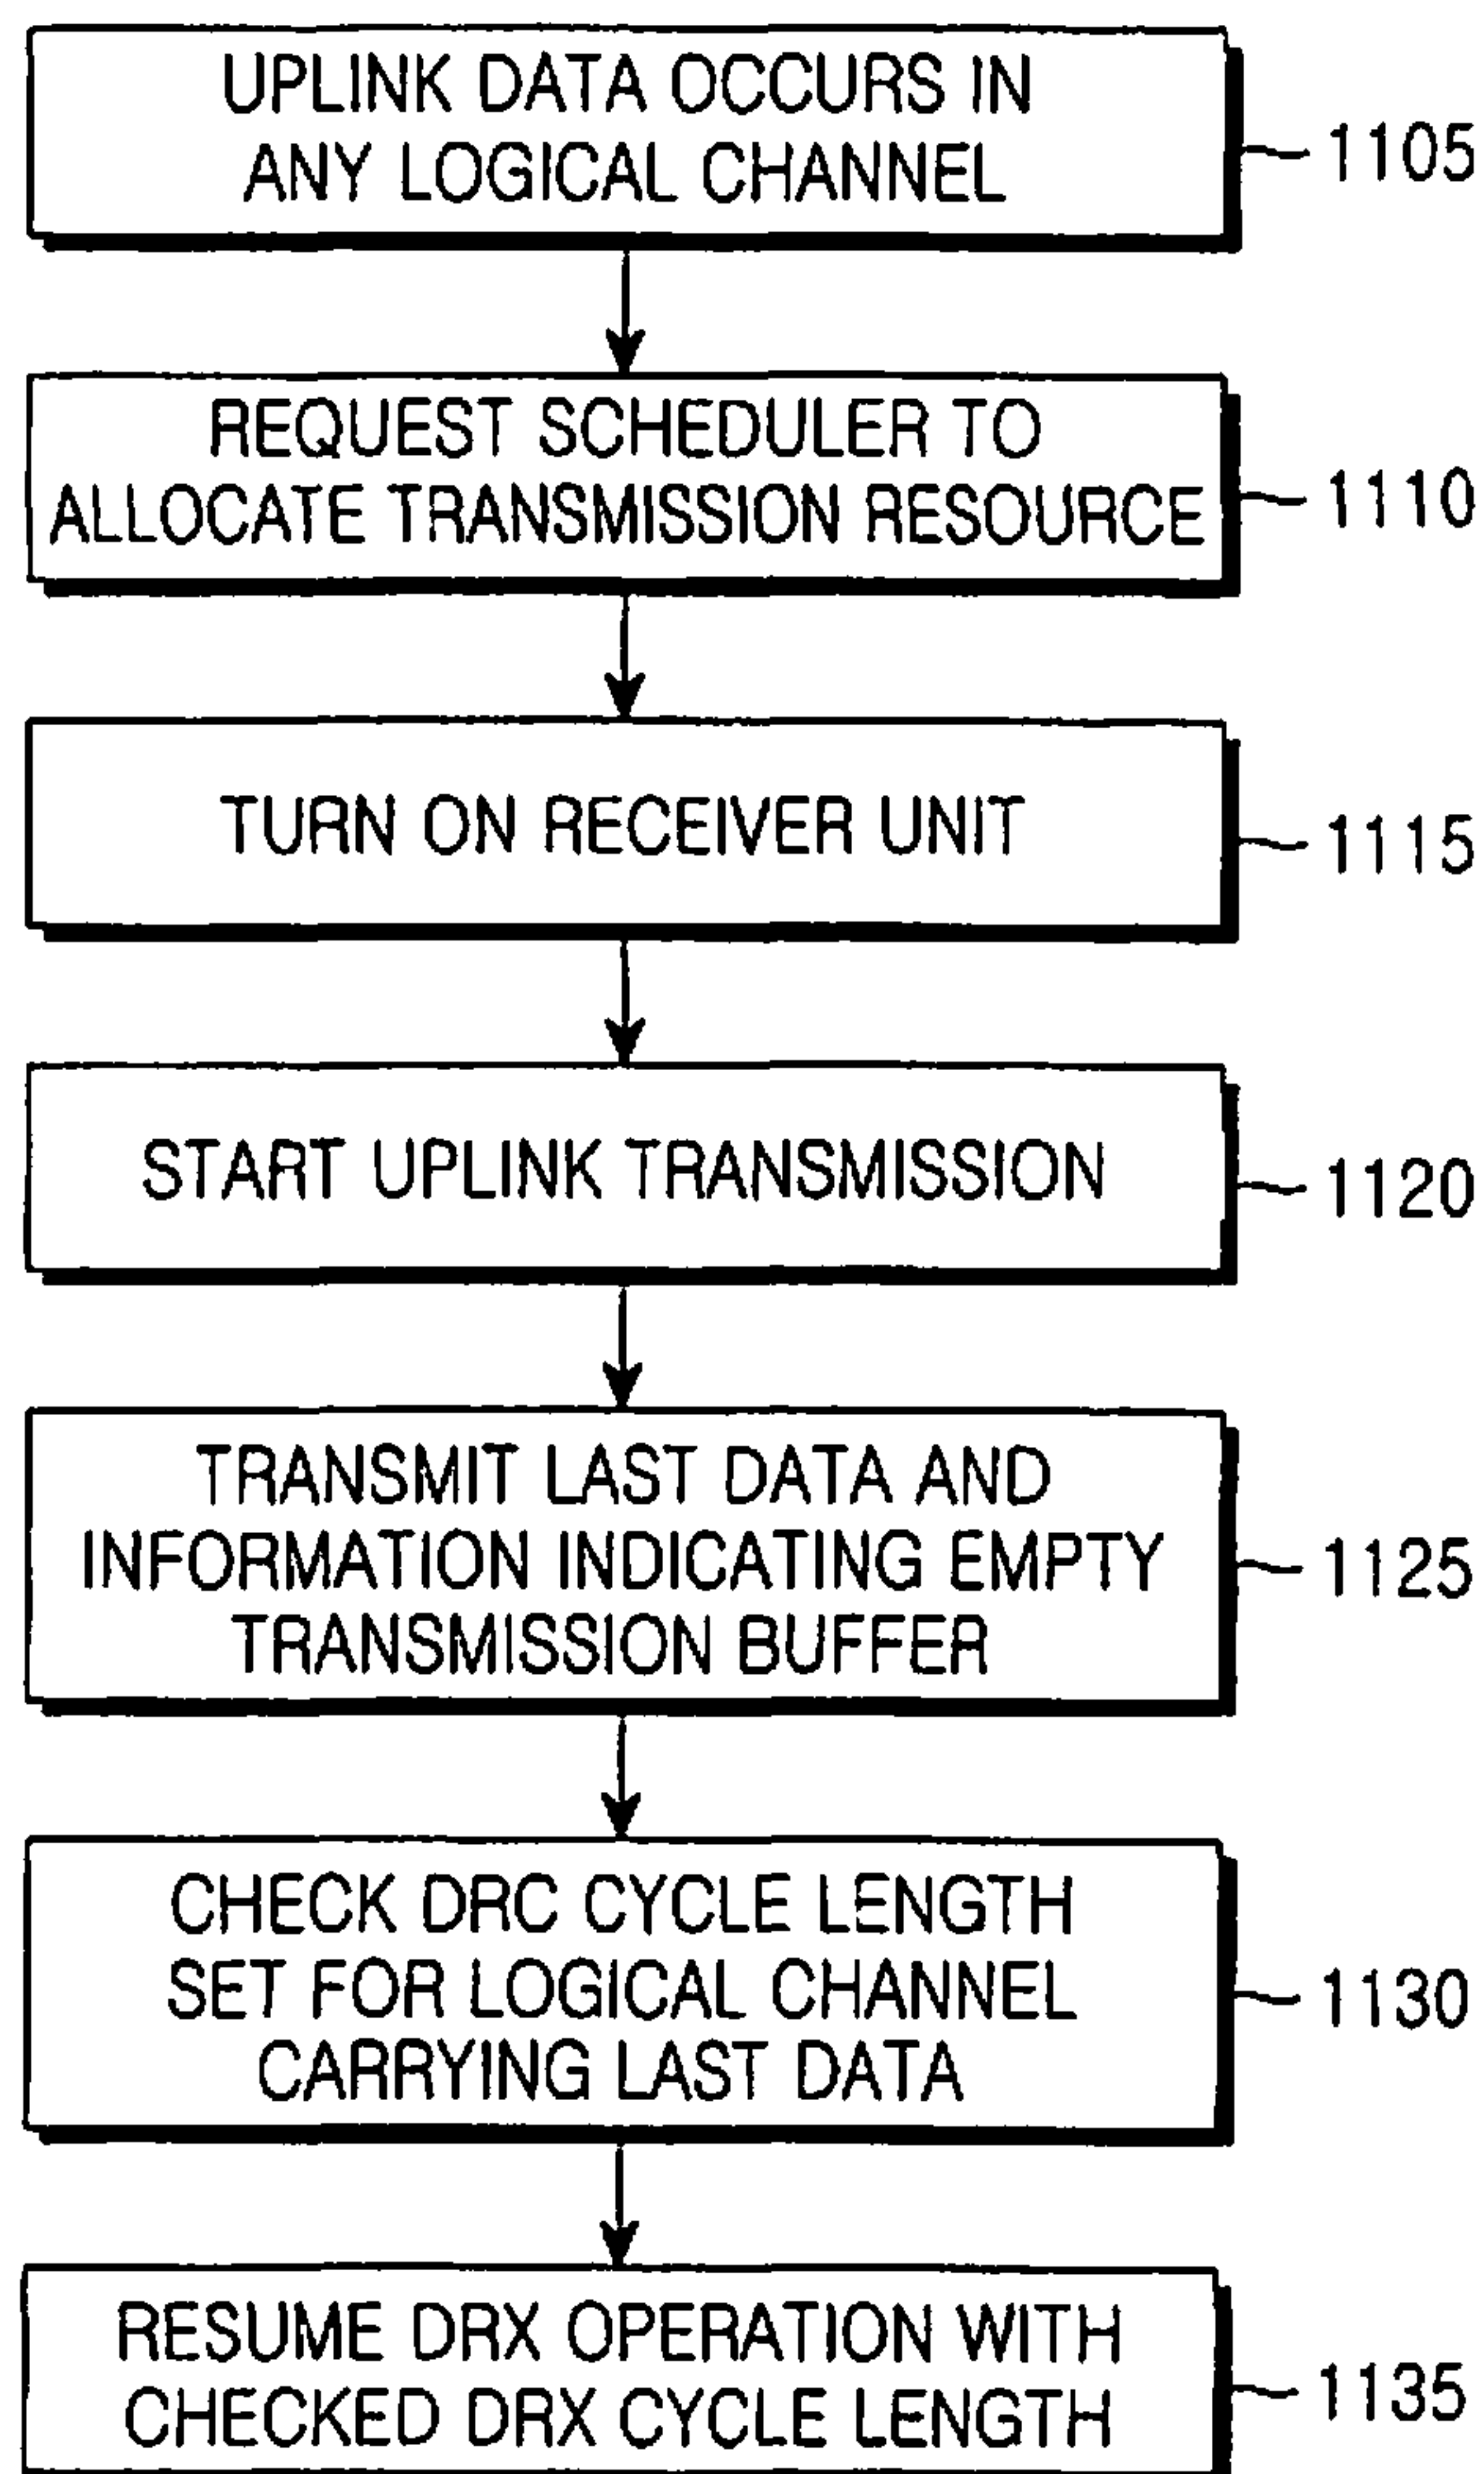 UPLINK DATA OCCURS IN
ANY LOGICAL CHANNEL
1105
REQUEST SCHEDULER TO
ALLOCATE TRANSMISSION RESOURCE
1110
TURN ON RECEIVER UNIT
1115
START UPLINK TRANSMISSION
1120
TRANSMIT LAST DATA AND
INFORMATION INDICATING EMPTY
TRANSMISSION BUFFER
1125
CHECK DRC CYCLE LENGTH
SET FOR LOGICAL CHANNEL
CARRYING LAST DATA
1130
RESUME DRX OPERATION WITH
CHECKED DRX CYCLE LENGTH
1135